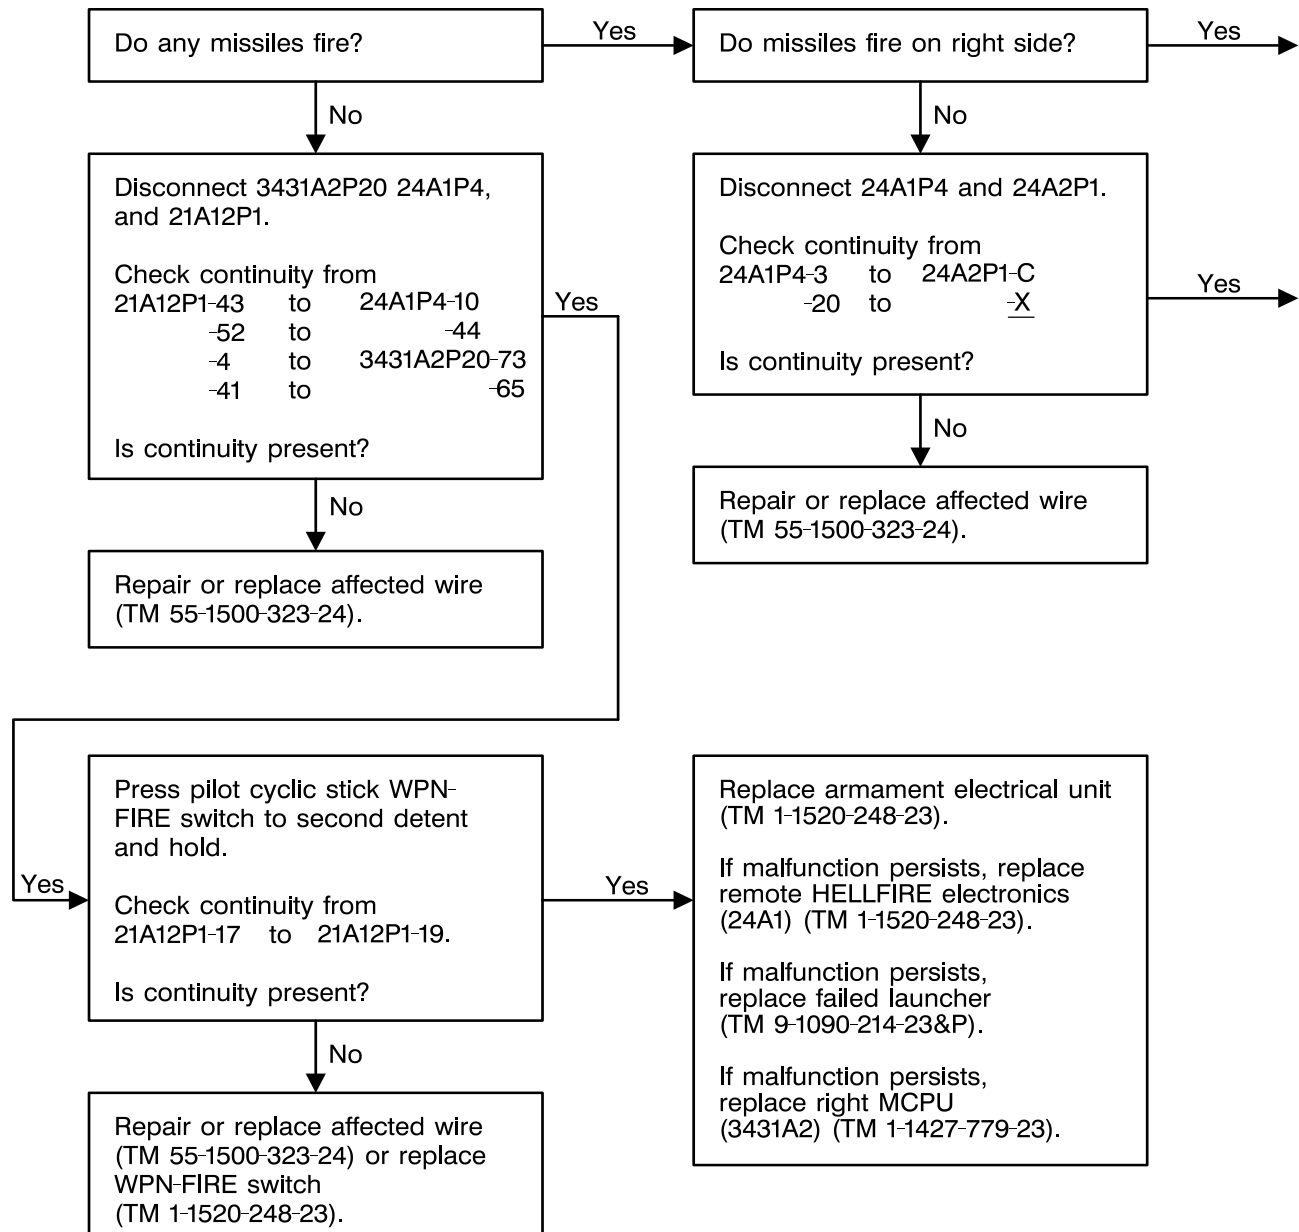 Do any missiles fire?
Yes
Do missiles fire on right side?
Yes
No
No
Disconnect 3431A2P20 24A1P4,
and 21A12P1.
Check continuity from
21A12P1-43 to 24A1P4-10
-52 to -44
-4 to 3431A2P20-73
-41 to -65
Is continuity present?
Yes
Disconnect 24A1P4 and 24A2P1.
Check continuity from
24A1P4-3 to 24A2P1-C
-20 to -X
Is continuity present?
Yes
No
No
Repair or replace affected wire
(TM 55-1500-323-24).
Repair or replace affected wire
(TM 55-1500-323-24).
Yes
Press pilot cyclic stick WPN-
FIRE switch to second detent
and hold.
Check continuity from
21A12P1-17 to 21A12P1-19.
Is continuity present?
Yes
Replace armament electrical unit
(TM 1-1520-248-23).
If malfunction persists, replace
remote HELLFIRE electronics
(24A1) (TM 1-1520-248-23).
If malfunction persists,
replace failed launcher
(TM 9-1090-214-23&P).
If malfunction persists,
replace right MCPU
(3431A2) (TM 1-1427-779-23).
No
Repair or replace affected wire
(TM 55-1500-323-24) or replace
WPN-FIRE switch
(TM 1-1520-248-23).